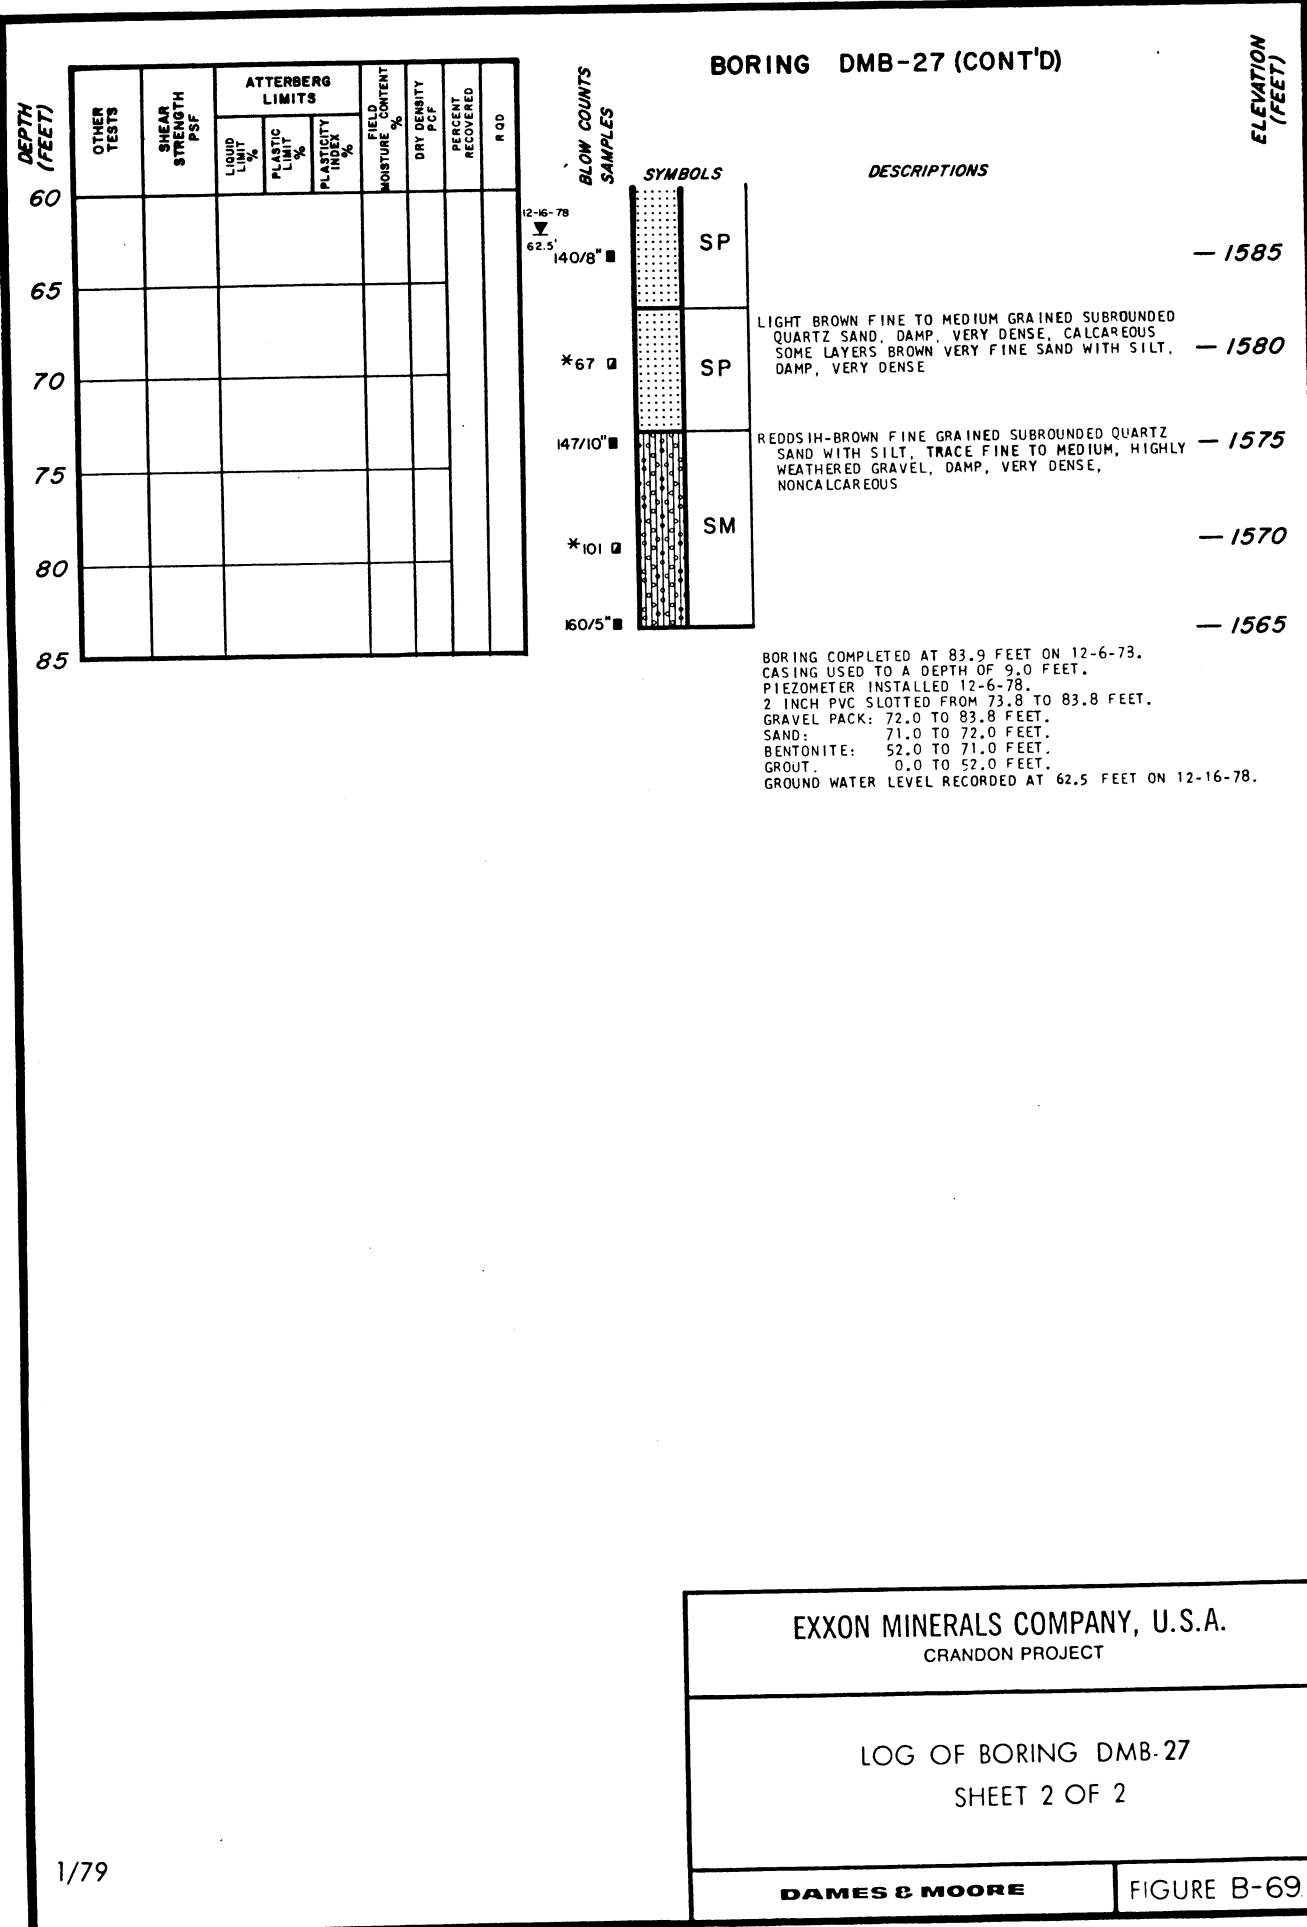 BORING DMB-27 (CONT'D)
DEPTH
(FEET)
OTHER
TESTS
SHEAR
STRENGTH
PSF
ATTERBERG
LIMITS
LIQUID
LIMIT
%
PLASTIC
LIMIT
%
PLASTICITY
INDEX
%
FIELD
MOISTURE CONTENT
%
DRY DENSITY
PCF
PERCENT
RECOVERED
RQD
BLOW COUNTS
SAMPLES
SYMBOLS
DESCRIPTIONS
ELEVATION
(FEET)
60
65
70
75
80
85
12-16-78
62.5'
140/8"
*67
147/10"
*101
160/5"
SP
SP
SM
LIGHT BROWN FINE TO MEDIUM GRAINED SUBROUNDED
QUARTZ SAND, DAMP, VERY DENSE, CALCAREOUS
SOME LAYERS BROWN VERY FINE SAND WITH SILT,
DAMP, VERY DENSE
REDDSIH-BROWN FINE GRAINED SUBROUNDED QUARTZ
SAND WITH SILT, TRACE FINE TO MEDIUM, HIGHLY
WEATHERED GRAVEL, DAMP, VERY DENSE,
NONCALCAREOUS
— 1585
— 1580
— 1575
— 1570
— 1565
BORING COMPLETED AT 83.9 FEET ON 12-6-73.
CASING USED TO A DEPTH OF 9.0 FEET.
PIEZOMETER INSTALLED 12-6-78.
2 INCH PVC SLOTTED FROM 73.8 TO 83.8 FEET.
GRAVEL PACK: 72.0 TO 83.8 FEET.
SAND: 71.0 TO 72.0 FEET.
BENTONITE: 52.0 TO 71.0 FEET.
GROUT. 0.0 TO 52.0 FEET.
GROUND WATER LEVEL RECORDED AT 62.5 FEET ON 12-16-78.
EXXON MINERALS COMPANY, U.S.A.
CRANDON PROJECT
LOG OF BORING DMB-27
SHEET 2 OF 2
1/79
DAMES & MOORE
FIGURE B-69